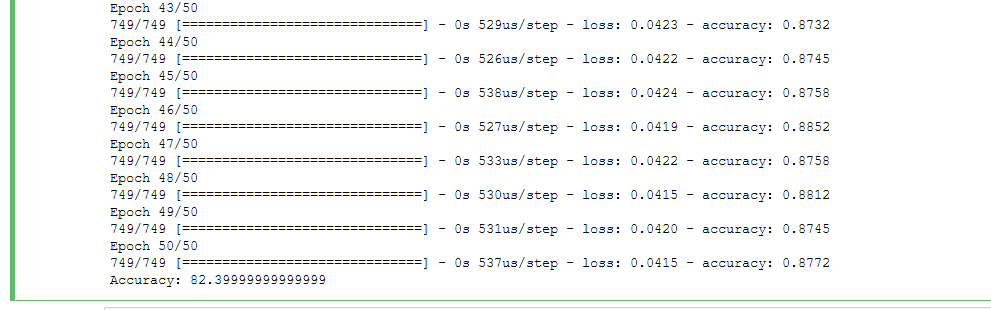 Epoch 43/50
749/749 [==============================] - 0s 529us/step - loss: 0.0423 - accuracy: 0.8732
Epoch 44/50
749/749 [==============================] - 0s 526us/step - loss: 0.0422 - accuracy: 0.8745
Epoch 45/50
749/749 [==============================] - 0s 538us/step - loss: 0.0424 - accuracy: 0.8758
Epoch 46/50
749/749 [==============================] - 0s 527us/step - loss: 0.0419 - accuracy: 0.8852
Epoch 47/50
749/749 [==============================] - 0s 533us/step - loss: 0.0422 - accuracy: 0.8758
Epoch 48/50
749/749 [==============================] - 0s 530us/step - loss: 0.0415 - accuracy: 0.8812
Epoch 49/50
749/749 [==============================] - 0s 531us/step - loss: 0.0420 - accuracy: 0.8745
Epoch 50/50
749/749 [==============================] - 0s 537us/step - loss: 0.0415 - accuracy: 0.8772
Accuracy: 82.39999999999999